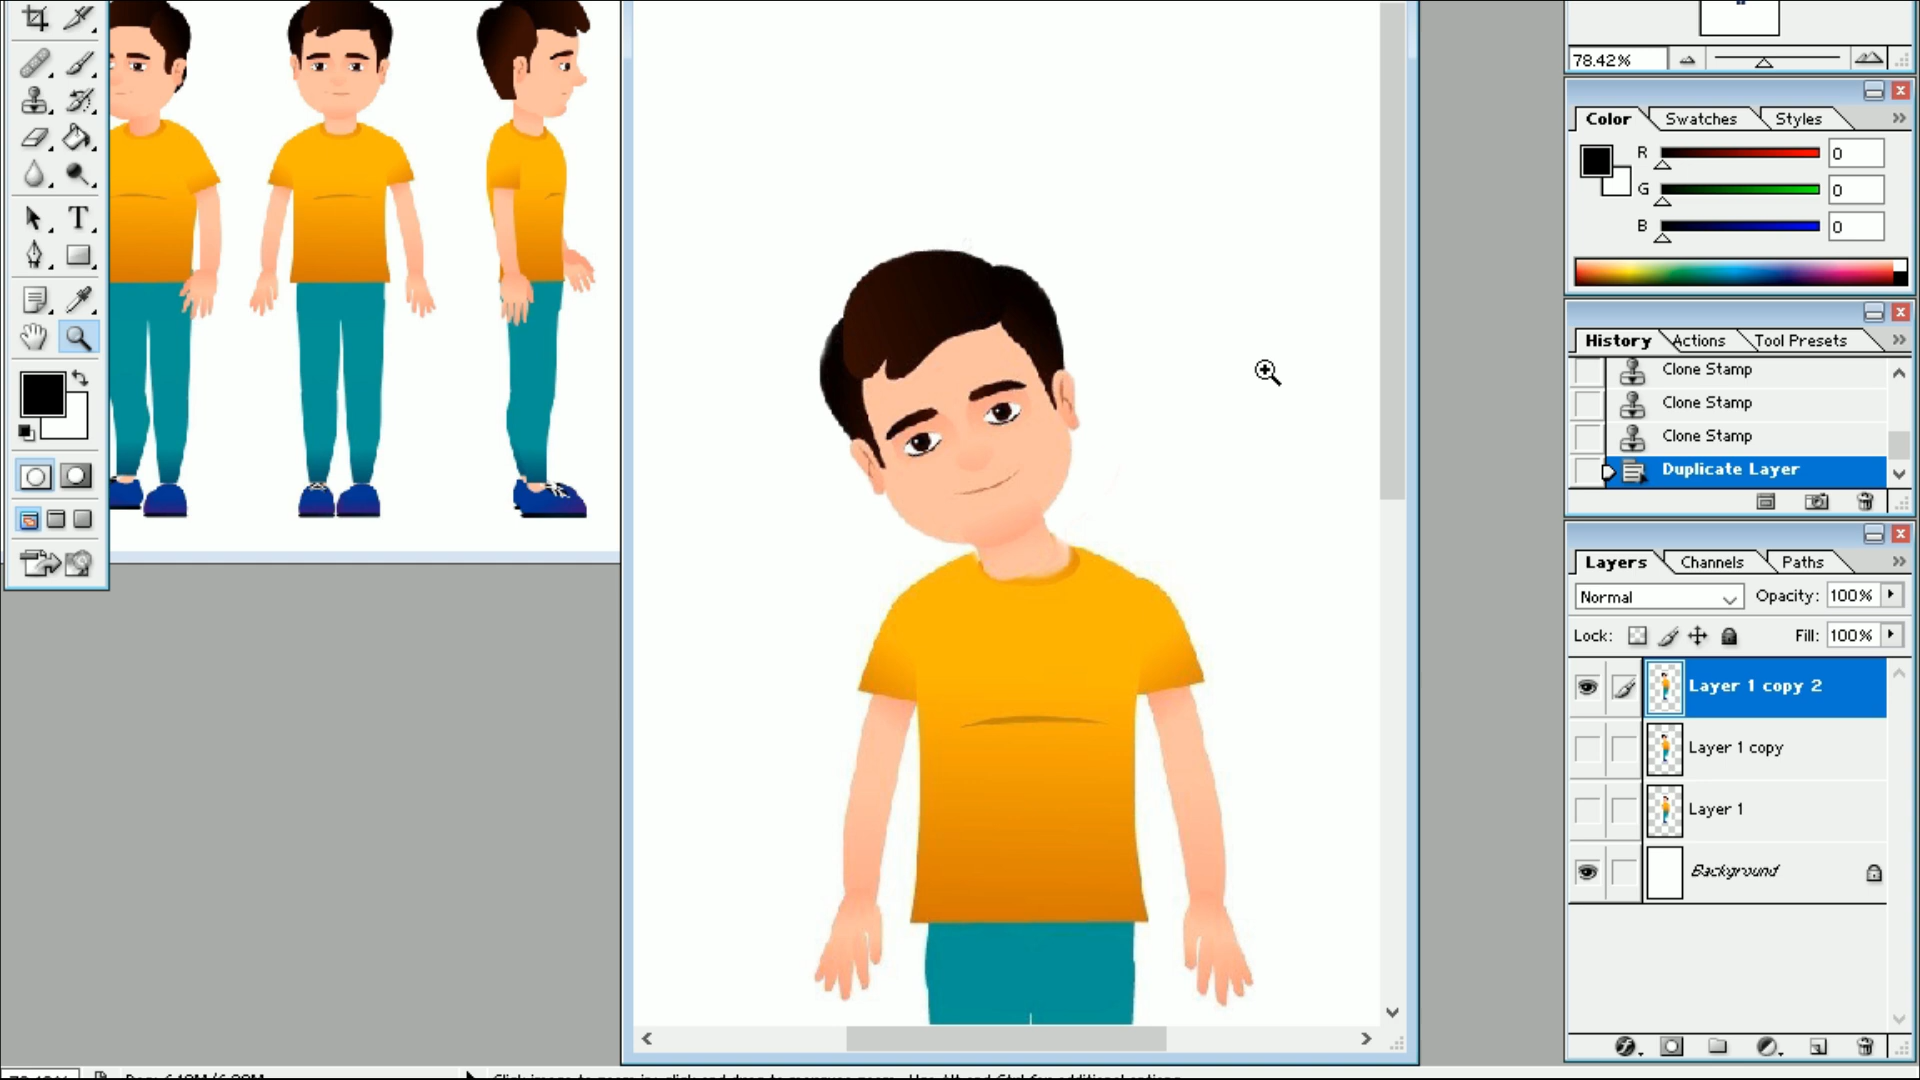 78.42%
Color Swatches Styles
R 0
G 0
B 0
History Actions Tool Presets
Clone Stamp
Clone Stamp
Clone Stamp
Duplicate Layer
Layers Channels Paths
Normal Opacity: 100%
Lock: Fill: 100%
Layer 1 copy 2
Layer 1 copy
Layer 1
Background
T